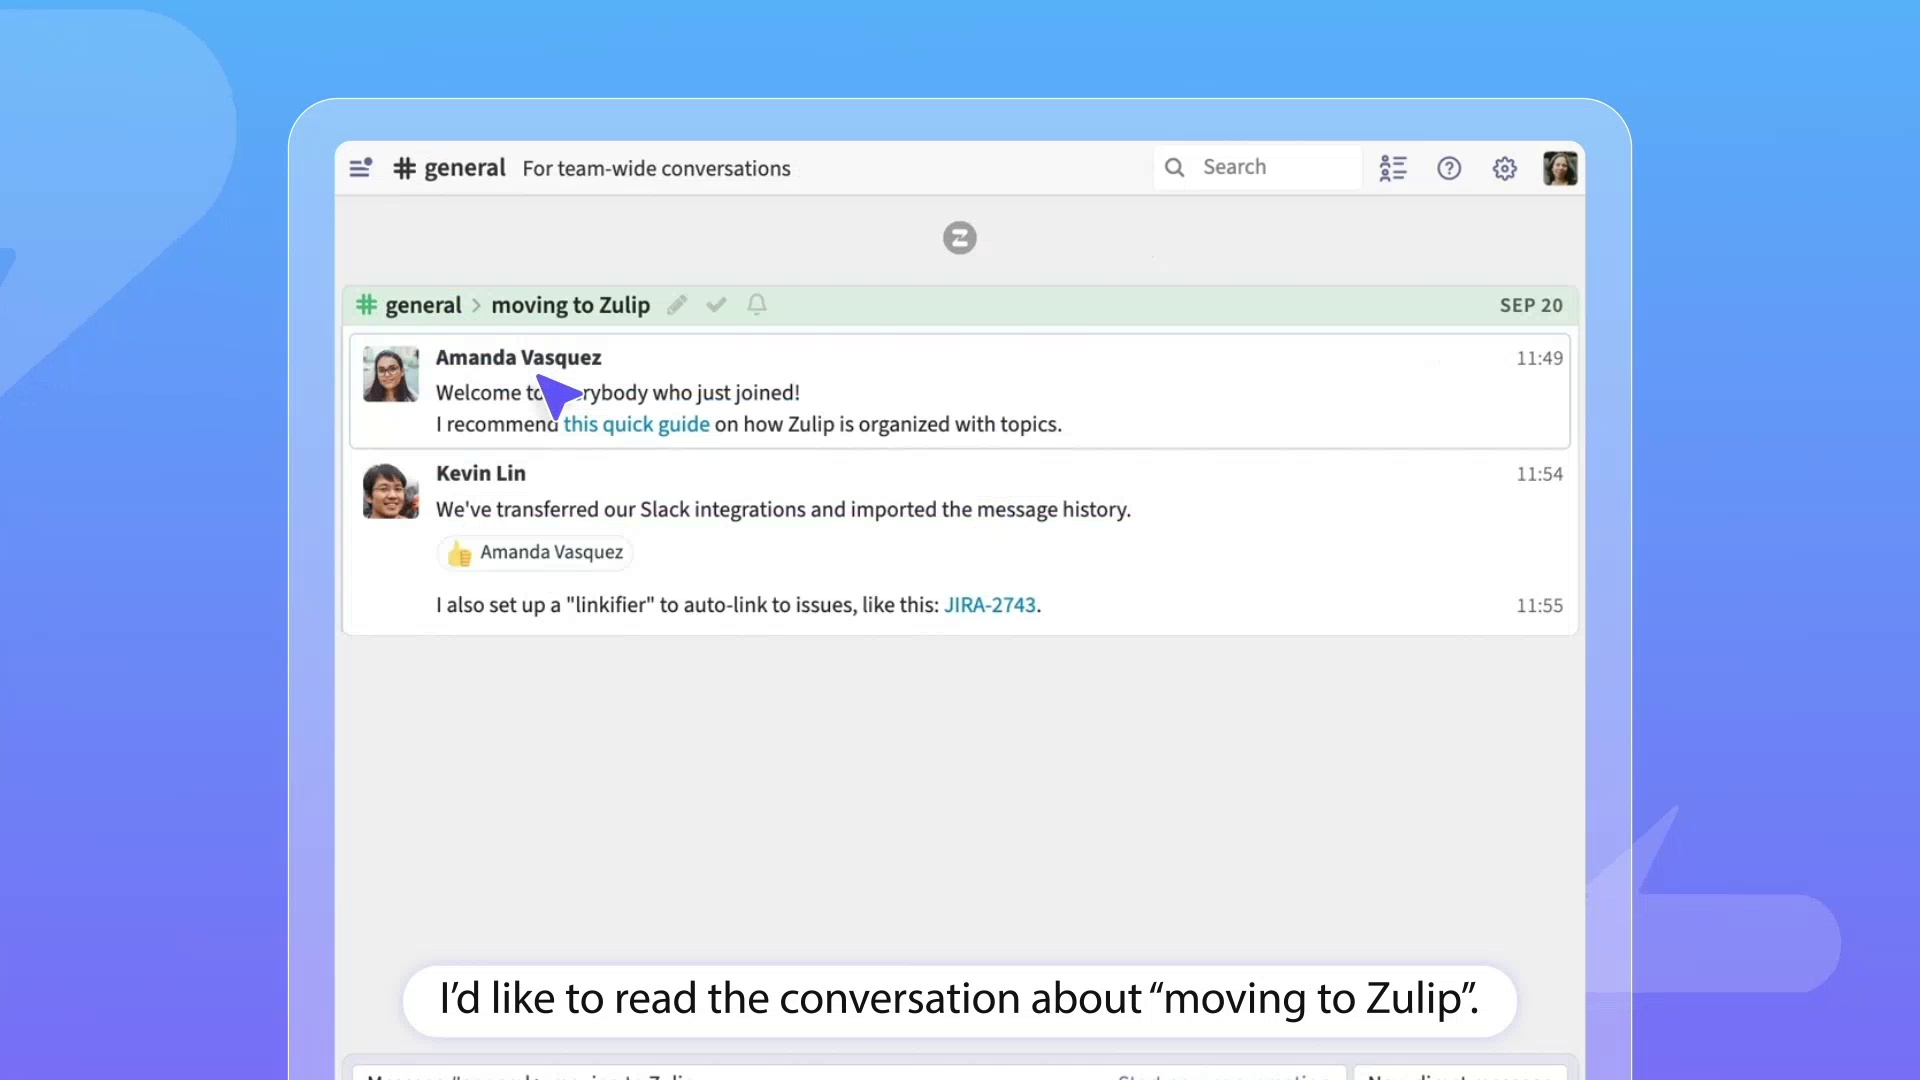 # general For team-wide conversations Search
# general > moving to Zulip SEP 20
Amanda Vasquez 11:49
Welcome to everybody who just joined!
I recommend this quick guide on how Zulip is organized with topics.
Kevin Lin 11:54
We've transferred our Slack integrations and imported the message history.
Amanda Vasquez
I also set up a "linkifier" to auto-link to issues, like this: JIRA-2743. 11:55
I’d like to read the conversation about “moving to Zulip”.